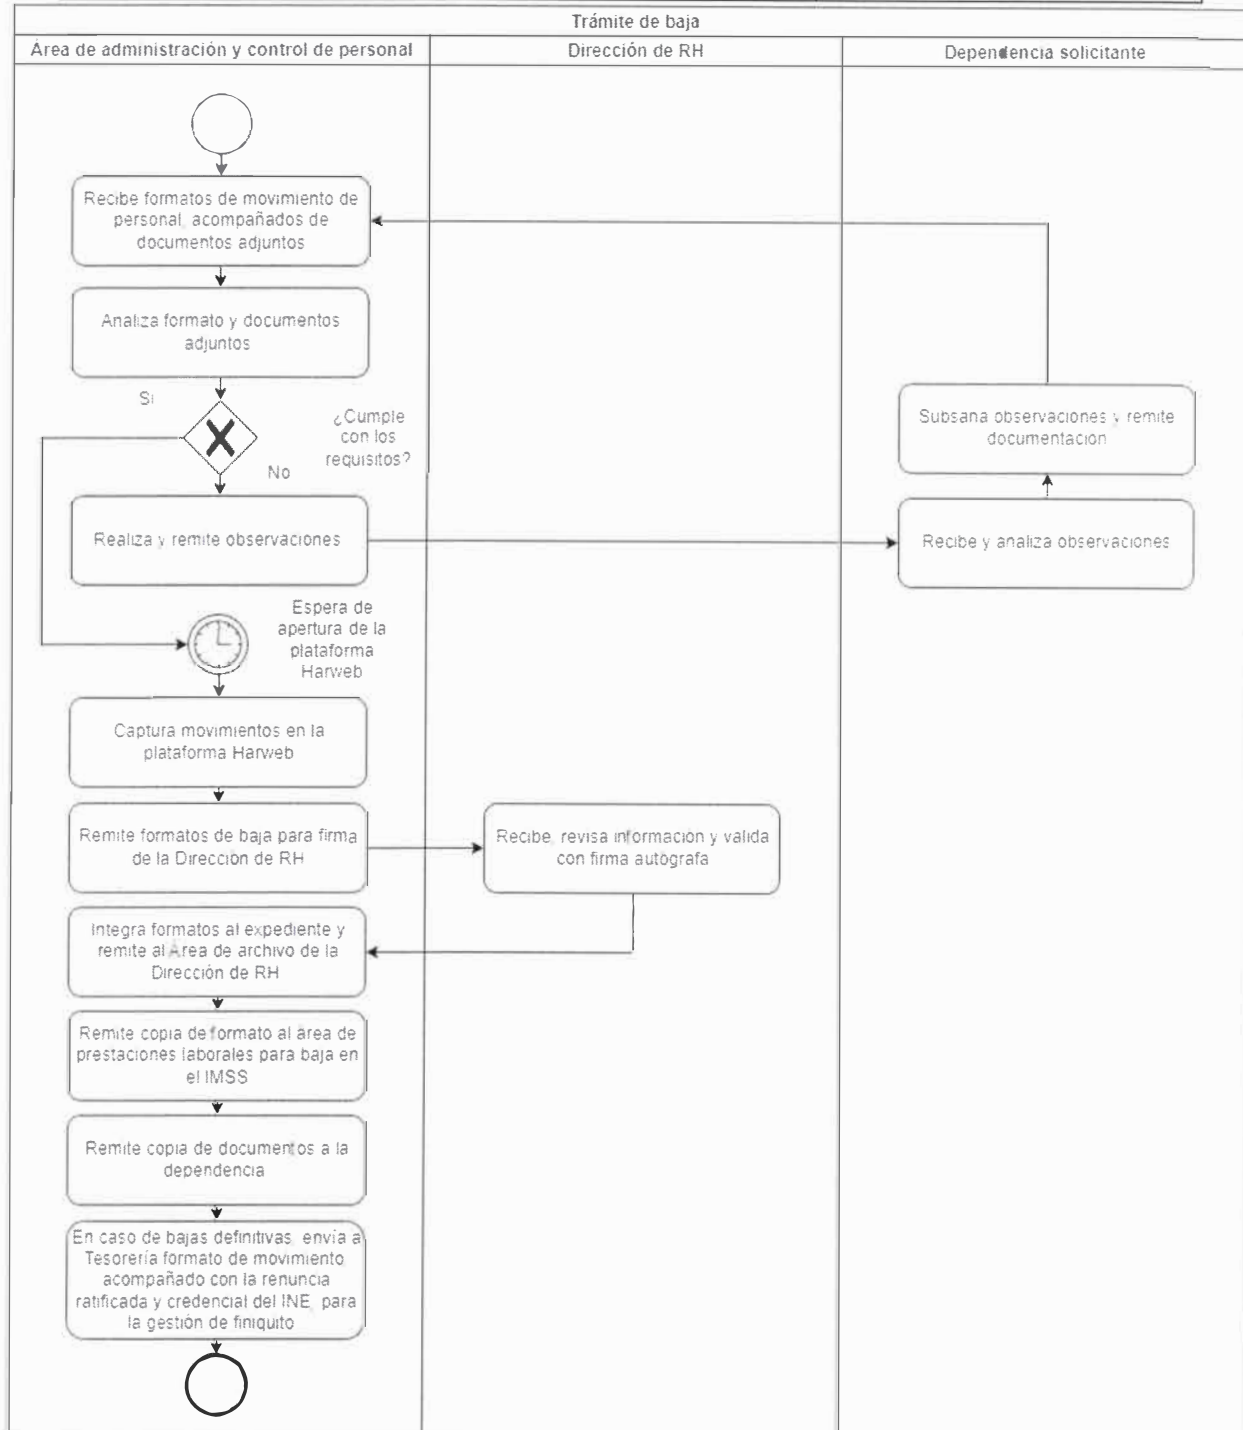 Trámite de baja
Área de administración y control de personal
Dirección de RH
Dependencia solicitante
Recibe formatos de movimiento de
personal, acompañados de
documentos adjuntos
Analiza formato y documentos
adjuntos
Si
¿Cumple
con los
requisitos?
No
Subsana observaciones y remite
documentación
Realiza y remite observaciones
Recibe y analiza observaciones
Espera de
apertura de la
plataforma
Harweb
Captura movimientos en la
plataforma Harweb
Remite formatos de baja para firma
de la Dirección de RH
Recibe, revisa información y valida
con firma autógrafa
Integra formatos al expediente y
remite al Área de archivo de la
Dirección de RH
Remite copia de formato al área de
prestaciones laborales para baja en
el IMSS
Remite copia de documentos a la
dependencia
En caso de bajas definitivas, envía a
Tesorería formato de movimiento
acompañado con la renuncia
ratificada y credencial del INE, para
la gestión de finiquito